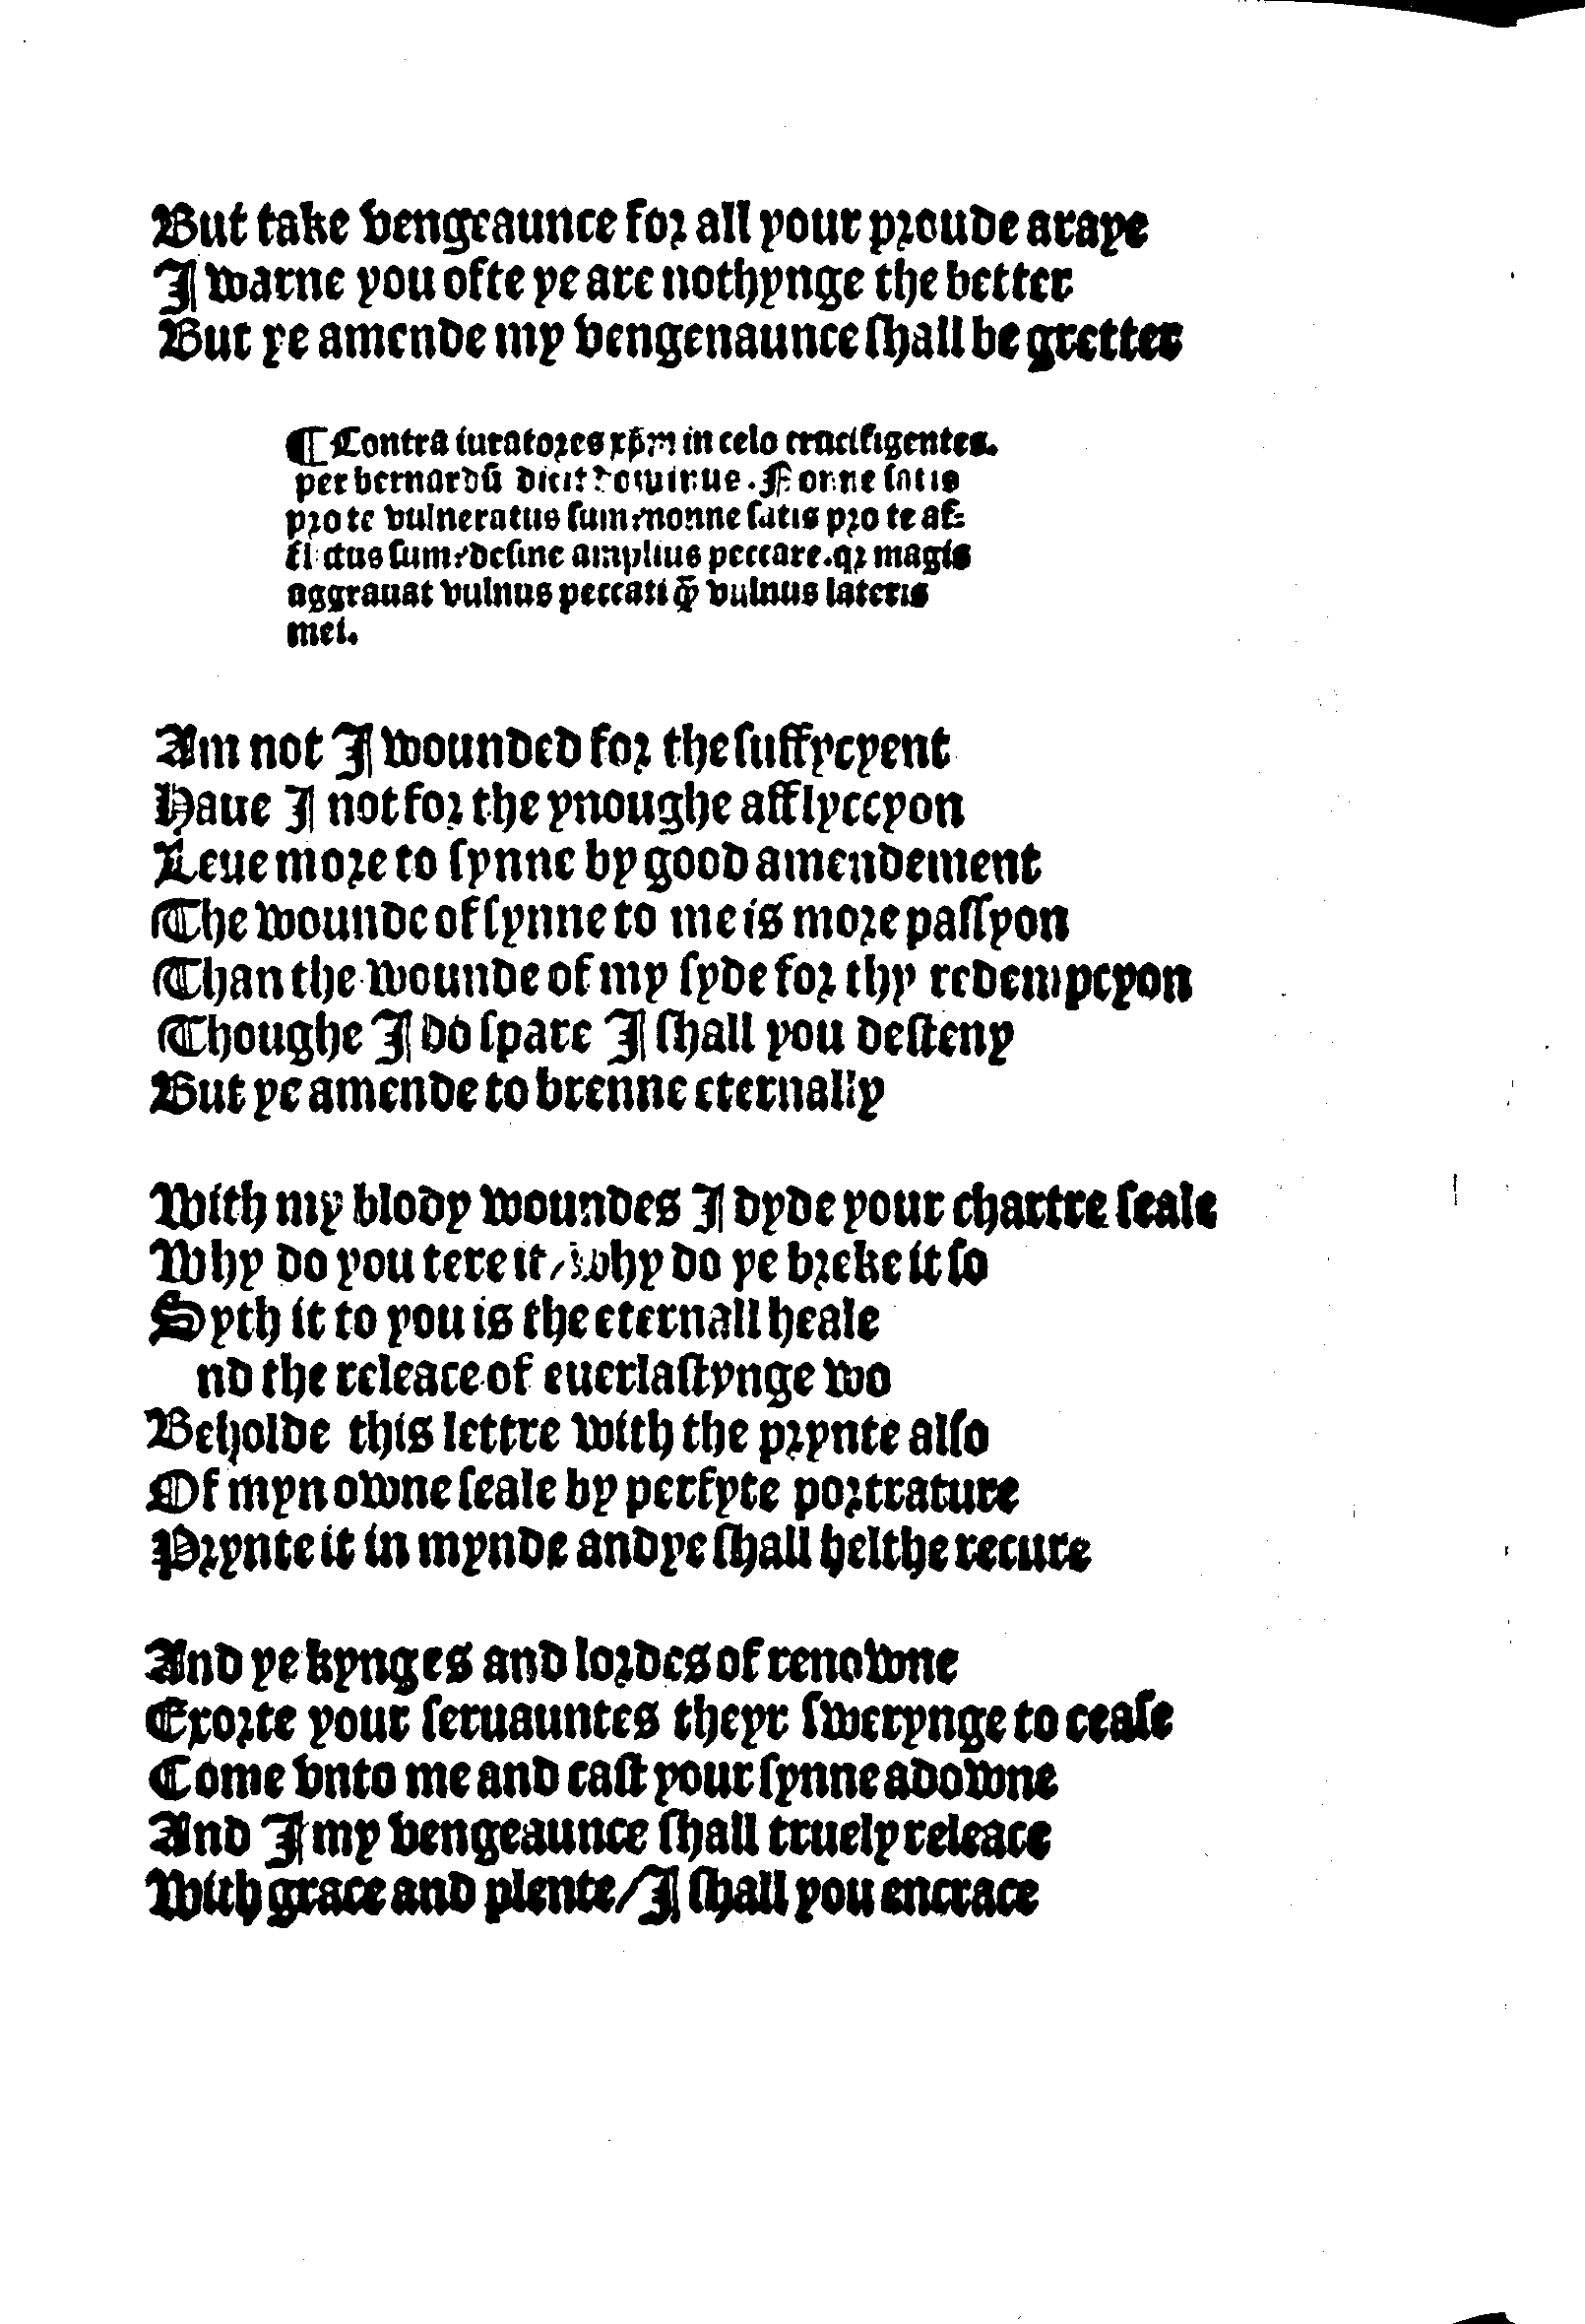 But take vengraunce for all your proude araye
I warne you ofte ye are nothynge the better
But ye amende my vengenaunce ſhall be gretter
¶ Contra iuratores xp̄m in celo crucifigentes.
per bernardū dicit dominus. Nonne ſatis
pro te vulneratus ſum / nonne ſatis pro te af⸗
flictus ſum / deſine amplius peccare. qꝛ magis
aggrauat vulnus peccati q̄ꝫ vulnus lateris
mei.
Am not I wounded for the ſuffycyent
Haue I not for the ynoughe afflyccyon
Leue more to ſynne by good amendement
The wounde of ſynne to me is more paſſyon
Than the wounde of my ſyde for thy redempcyon
Thoughe I do ſpare I ſhall you deſteny
But ye amende to brenne eternally
With my blody woundes I dyde your chartre ſeale
Why do you tere it / why do ye breke it ſo
Syth it to you is the eternall heale
nd the releace of euerlaſtynge wo
Beholde this lettre with the prynte alſo
Of myn owne ſeale by perfyte portrature
Prynte it in mynde and ye ſhall helthe recure
And ye kynges and lordes of renowne
Exorte your ſeruauntes theyr ſwerynge to ceaſe
Come vnto me and caſt your ſynne adowne
And I my vengeaunce ſhall truely releace
With grace and plente / I ſhall you encrace